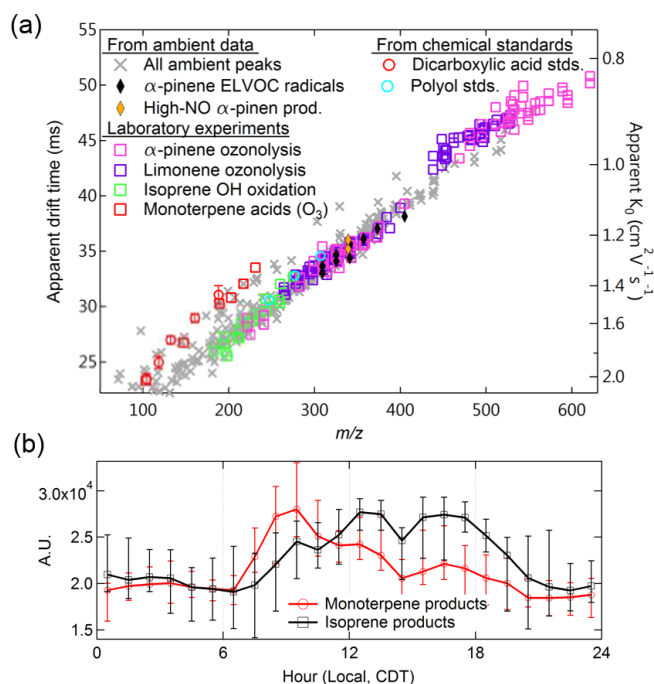 (a)
From ambient data
All ambient peaks
α-pinene ELVOC radicals
High-NO α-pinen prod.
Laboratory experiments
α-pinene ozonolysis
Limonene ozonolysis
Isoprene OH oxidation
Monoterpene acids (O3)
From chemical standards
Dicarboxylic acid stds.
Polyol stds.
Apparent drift time (ms)
55
50
45
40
35
30
25
Apparent K0 (cm2 V-1 s-1)
0.8
1.0
1.2
1.4
1.6
2.0
100 200 300 400 500 600
m/z
(b)
A.U.
3.0x10^4
2.5
2.0
1.5
Monoterpene products
Isoprene products
0 6 12 18 24
Hour (Local, CDT)